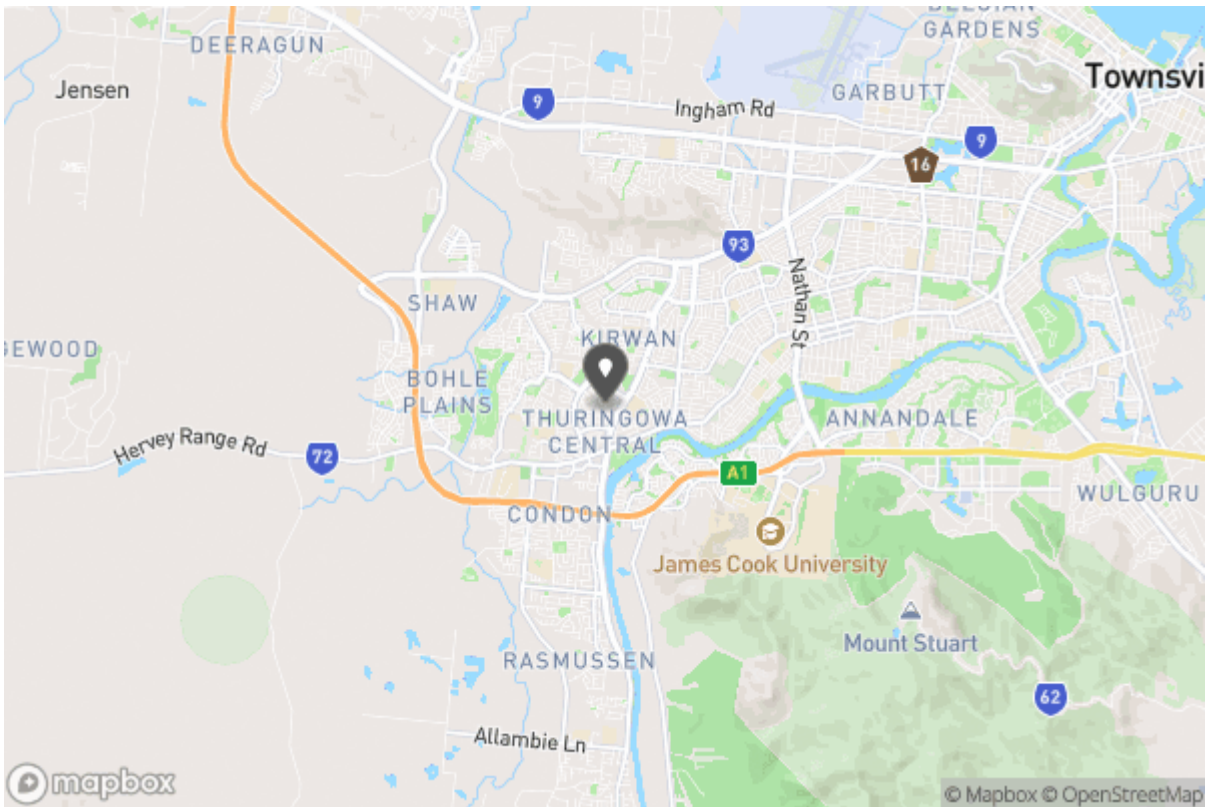 BELGIAN
GARDENS
DEERAGUN
Townsvi
Jensen
GARBUTT
9
Ingham Rd
9
16
93
Nathan St
SHAW
KIRWAN
GEWOOD
BOHLE
PLAINS
THURINGOWA
CENTRAL
ANNANDALE
Hervey Range Rd
72
A1
WULGURU
CONDON
James Cook University
Mount Stuart
RASMUSSEN
62
Allambie Ln
mapbox
© Mapbox © OpenStreetMap